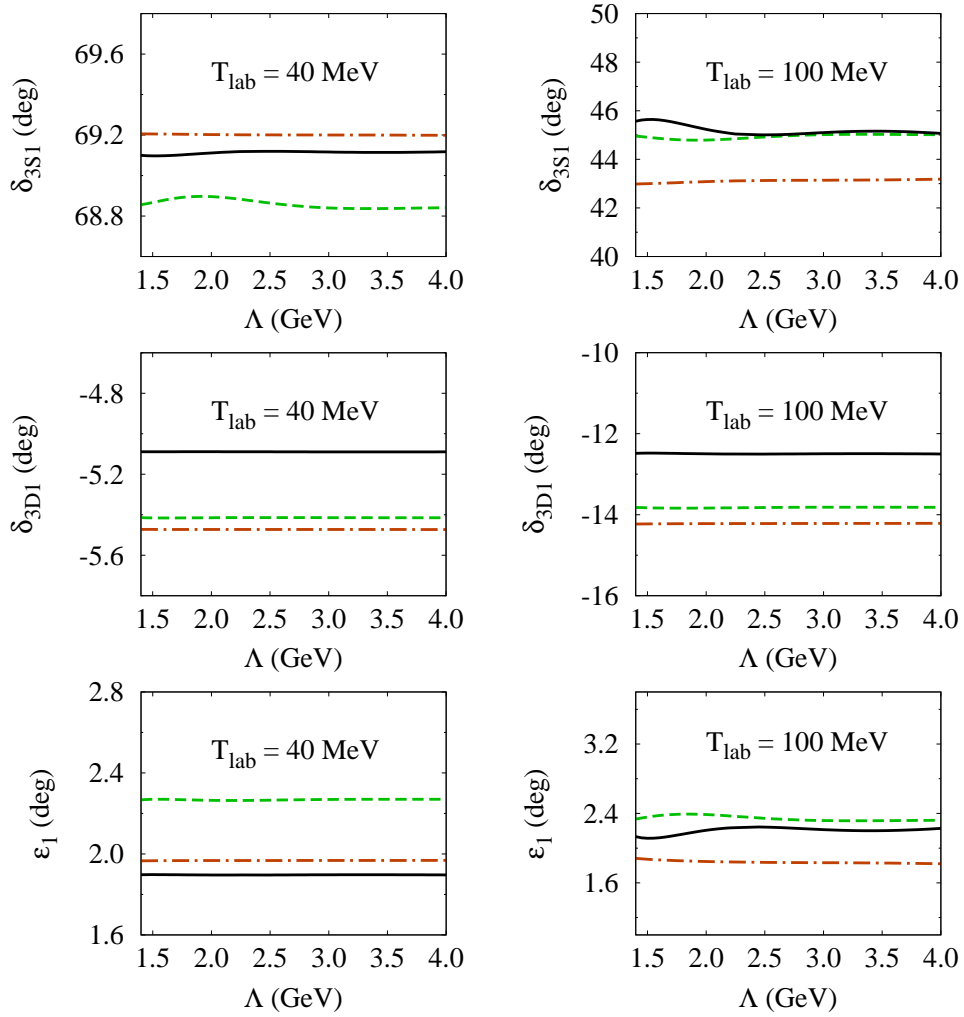 δ3S1 (deg)
69.6
69.2
68.8
T_lab = 40 MeV
1.5 2.0 2.5 3.0 3.5 4.0
Λ (GeV)
δ3S1 (deg)
50
48
46
44
42
40
T_lab = 100 MeV
1.5 2.0 2.5 3.0 3.5 4.0
Λ (GeV)
δ3D1 (deg)
-4.8
-5.2
-5.6
T_lab = 40 MeV
1.5 2.0 2.5 3.0 3.5 4.0
Λ (GeV)
δ3D1 (deg)
-10
-12
-14
-16
T_lab = 100 MeV
1.5 2.0 2.5 3.0 3.5 4.0
Λ (GeV)
ε1 (deg)
2.8
2.4
2.0
1.6
T_lab = 40 MeV
1.5 2.0 2.5 3.0 3.5 4.0
Λ (GeV)
ε1 (deg)
3.2
2.4
1.6
T_lab = 100 MeV
1.5 2.0 2.5 3.0 3.5 4.0
Λ (GeV)